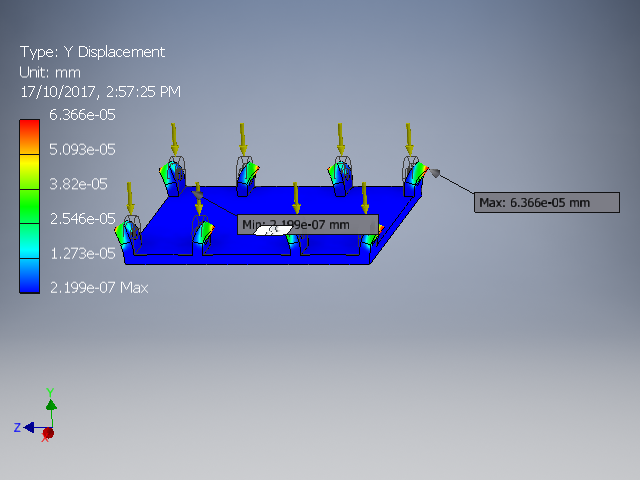 Type: Y Displacement
Unit: mm
17/10/2017, 2:57:25 PM
6.366e-05
5.093e-05
3.82e-05
2.546e-05
1.273e-05
2.199e-07 Max
Max: 6.366e-05 mm
Min: 2.199e-07 mm
Y
Z
X